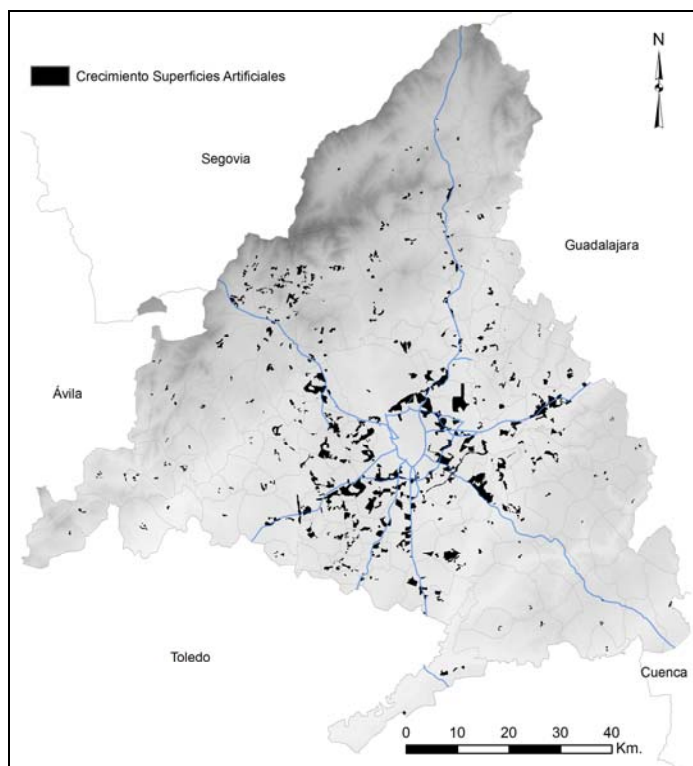 N
Crecimiento Superficies Artificiales
Segovia
Guadalajara
Ávila
Toledo
Cuenca
0 10 20 30 40
Km.